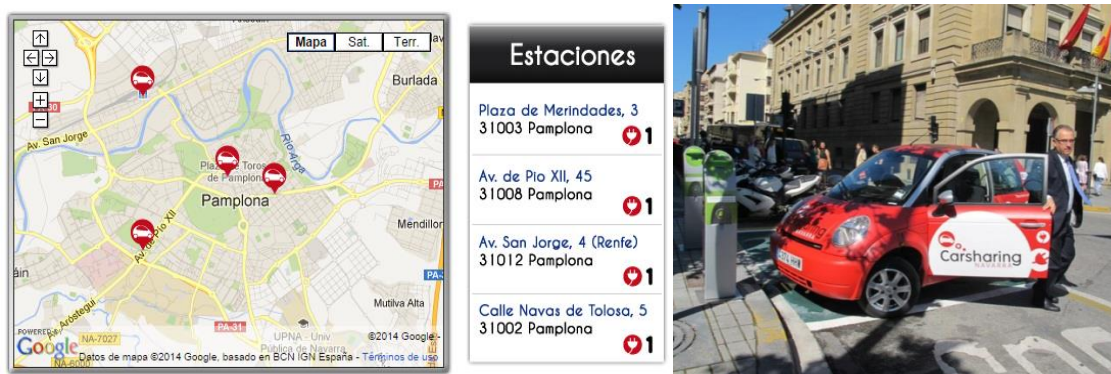 Mapa Sat. Terr.
Burlada
Av. San Jorge
Río Arga
Plaza de Toros
de Pamplona
Pamplona
Av. de Pío XII
Mendillor
Mutilva Alta
Aróstegui
PA-31
POWERED BY
Google
NA-7027
NA-6000
UPNA - Univ.
Pública de Navarra
©2014 Google -
Datos de mapa ©2014 Google, basado en BCN IGN España - Términos de uso
Estaciones
Plaza de Merindades, 3
31003 Pamplona
1
Av. de Pio XII, 45
31008 Pamplona
1
Av. San Jorge, 4 (Renfe)
31012 Pamplona
1
Calle Navas de Tolosa, 5
31002 Pamplona
1
Carsharing
NAVARRA